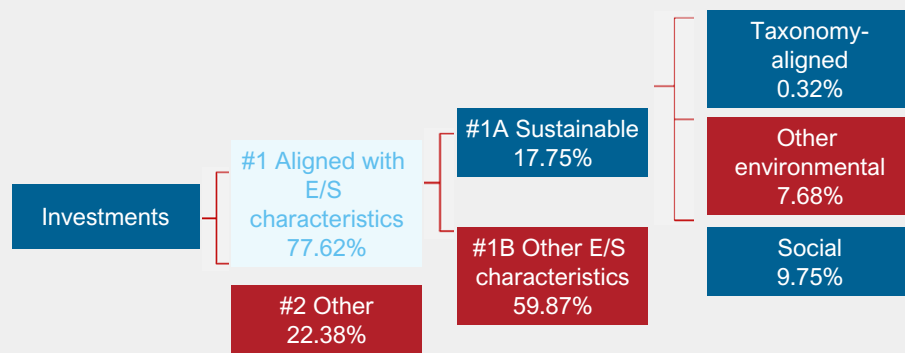 Investments
#1 Aligned with
E/S
characteristics
77.62%
#2 Other
22.38%
#1A Sustainable
17.75%
#1B Other E/S
characteristics
59.87%
Taxonomy-
aligned
0.32%
Other
environmental
7.68%
Social
9.75%